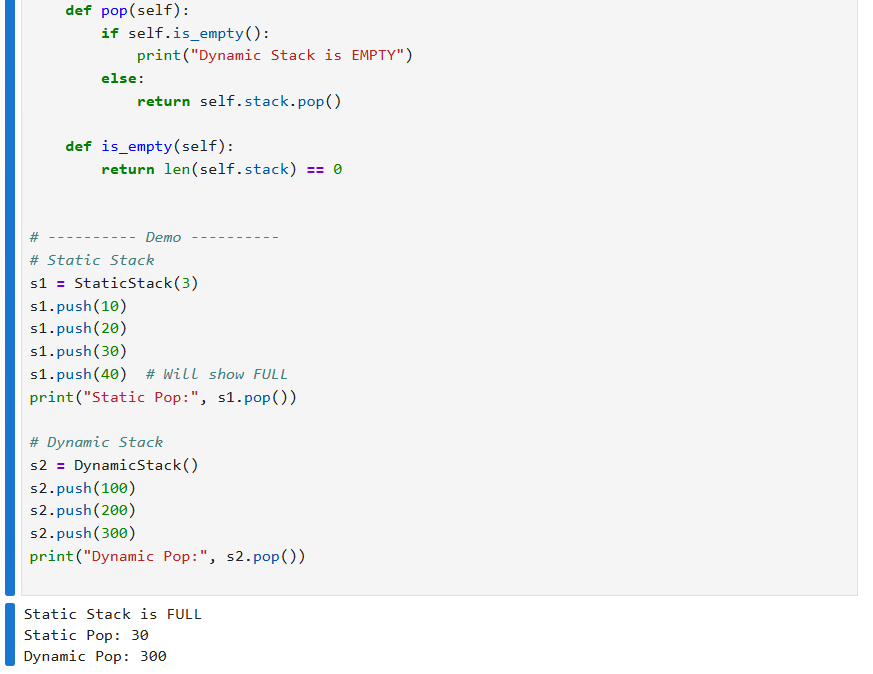 def pop(self):
if self.is_empty():
print("Dynamic Stack is EMPTY")
else:
return self.stack.pop()
def is_empty(self):
return len(self.stack) == 0
# ---------- Demo ----------
# Static Stack
s1 = StaticStack(3)
s1.push(10)
s1.push(20)
s1.push(30)
s1.push(40)  # Will show FULL
print("Static Pop:", s1.pop())
# Dynamic Stack
s2 = DynamicStack()
s2.push(100)
s2.push(200)
s2.push(300)
print("Dynamic Pop:", s2.pop())
Static Stack is FULL
Static Pop: 30
Dynamic Pop: 300